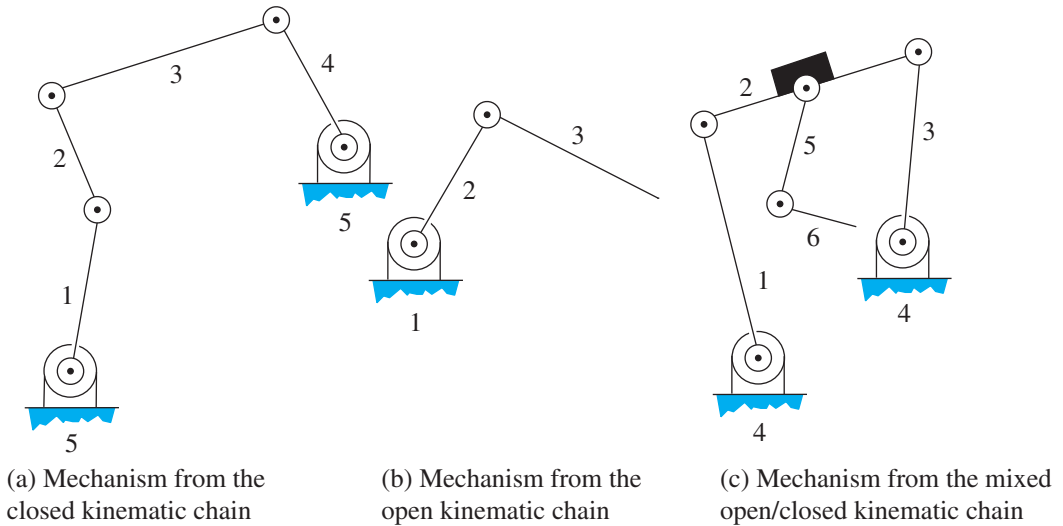 3
4
2
5
1
5
3
2
1
2
3
5
6
1
4
4
(a) Mechanism from the
closed kinematic chain
(b) Mechanism from the
open kinematic chain
(c) Mechanism from the mixed
open/closed kinematic chain